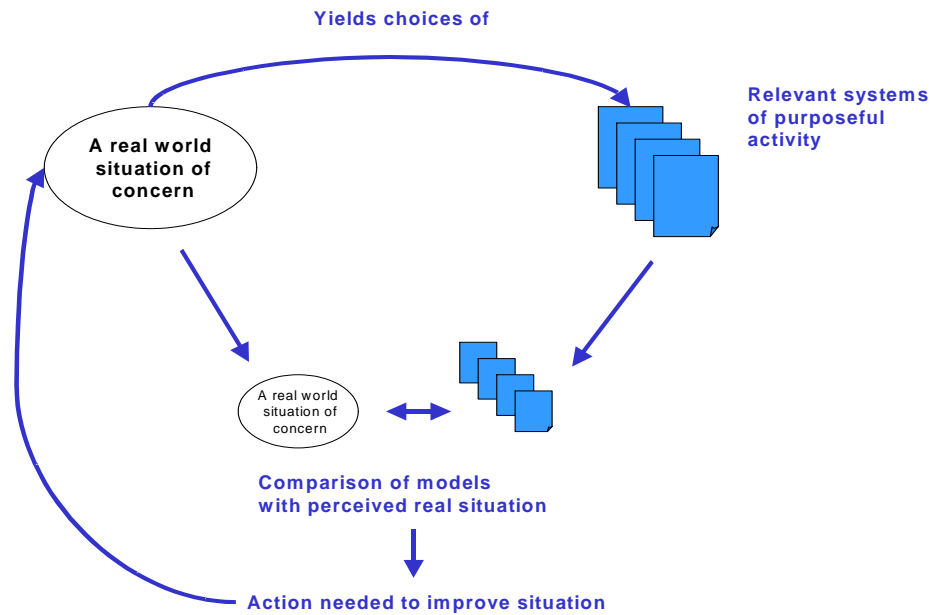 Yields choices of
A real world
situation of
concern
Relevant systems
of purposeful
activity
A real world
situation of
concern
Comparison of models
with perceived real situation
Action needed to improve situation